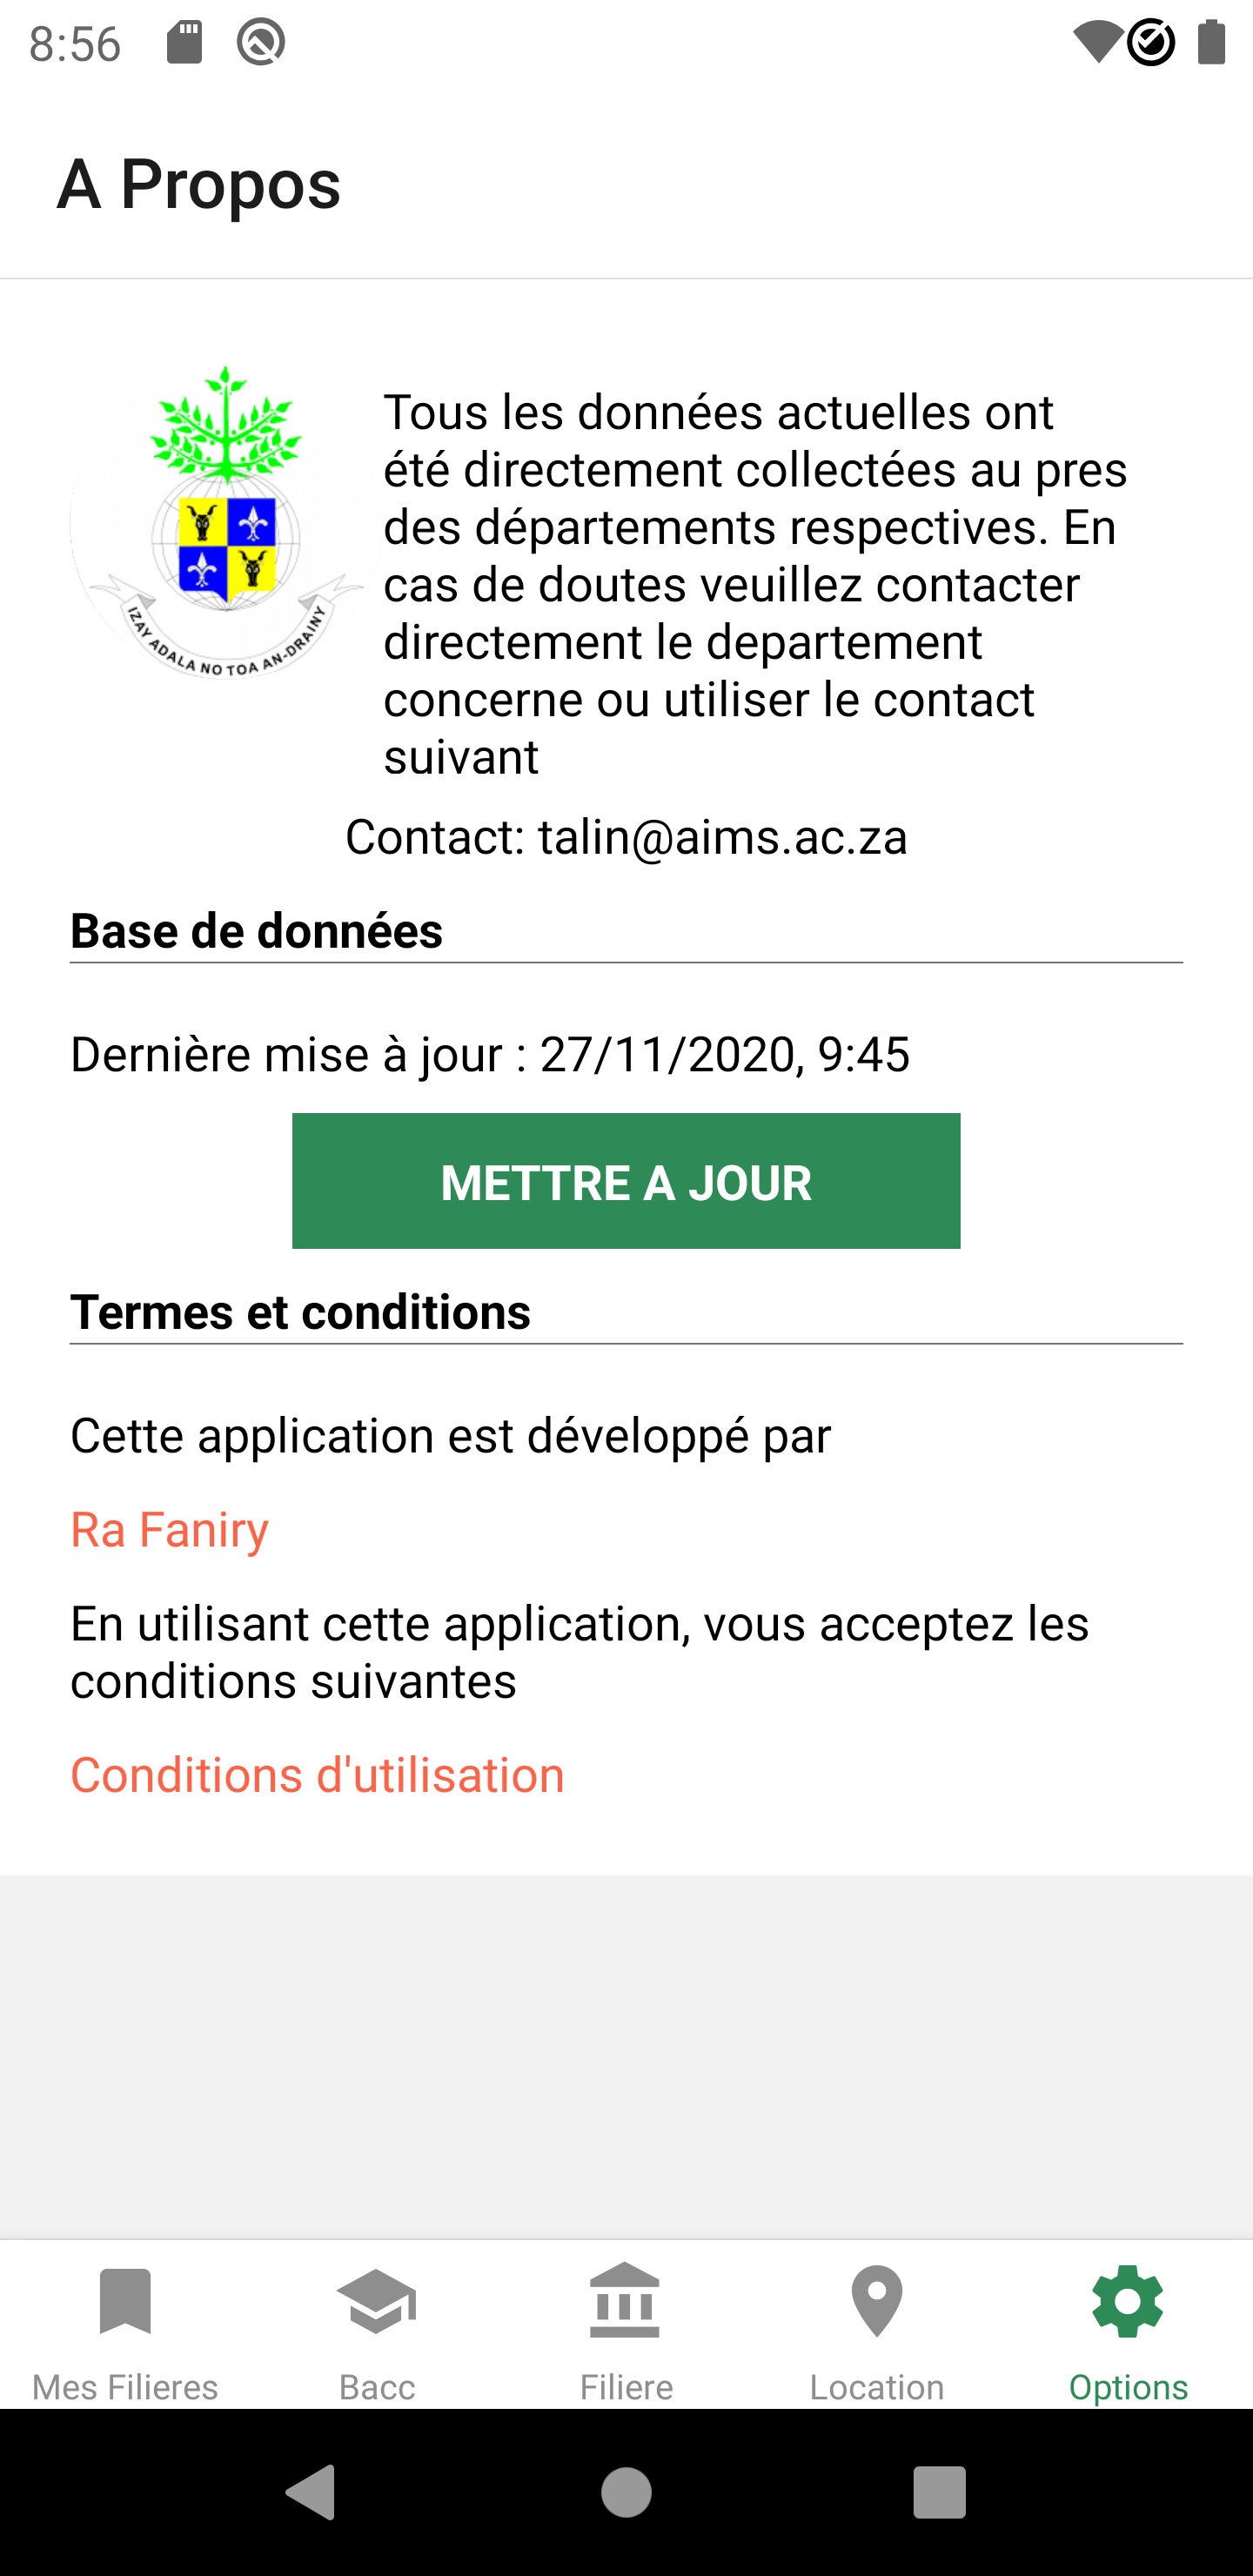 8:56
A Propos
IZAY ADALA NO TOA AN-DRAINY
Tous les données actuelles ont
été directement collectées au pres
des départements respectives. En
cas de doutes veuillez contacter
directement le departement
concerne ou utiliser le contact
suivant
Contact: talin@aims.ac.za
Base de données
Dernière mise à jour : 27/11/2020, 9:45
METTRE A JOUR
Termes et conditions
Cette application est développé par
Ra Faniry
En utilisant cette application, vous acceptez les
conditions suivantes
Conditions d'utilisation
Mes Filieres
Bacc
Filiere
Location
Options